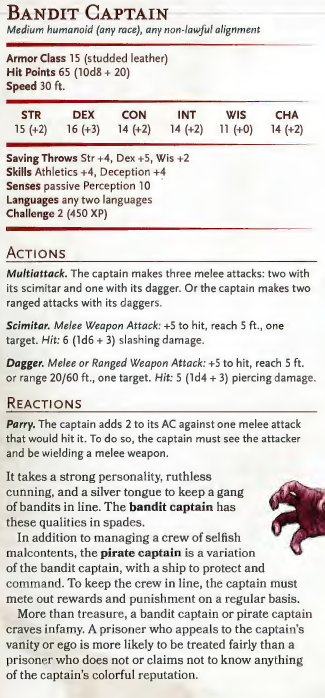 BANDIT CAPTAIN
Medium humanoid (any race), any non-lawful alignment
Armor Class 15 (studded leather)
Hit Points 65 (10d8 + 20)
Speed 30 ft.
STR DEX CON INT WIS CHA
15 (+2) 16 (+3) 14 (+2) 14 (+2) 11 (+0) 14 (+2)
Saving Throws Str +4, Dex +5, Wis +2
Skills Athletics +4, Deception +4
Senses passive Perception 10
Languages any two languages
Challenge 2 (450 XP)
ACTIONS
Multiattack. The captain makes three melee attacks: two with
its scimitar and one with its dagger. Or the captain makes two
ranged attacks with its daggers.
Scimitar. Melee Weapon Attack: +5 to hit, reach 5 ft., one
target. Hit: 6 (1d6 + 3) slashing damage.
Dagger. Melee or Ranged Weapon Attack: +5 to hit, reach 5 ft.
or range 20/60 ft., one target. Hit: 5 (1d4 + 3) piercing damage.
REACTIONS
Parry. The captain adds 2 to its AC against one melee attack
that would hit it. To do so, the captain must see the attacker
and be wielding a melee weapon.
It takes a strong personality, ruthless
cunning, and a silver tongue to keep a gang
of bandits in line. The bandit captain has
these qualities in spades.
In addition to managing a crew of selfish
malcontents, the pirate captain is a variation
of the bandit captain, with a ship to protect and
command. To keep the crew in line, the captain must
mete out rewards and punishment on a regular basis.
More than treasure, a bandit captain or pirate captain
craves infamy. A prisoner who appeals to the captain's
vanity or ego is more likely to be treated fairly than a
prisoner who does not or claims not to know anything
of the captain's colorful reputation.